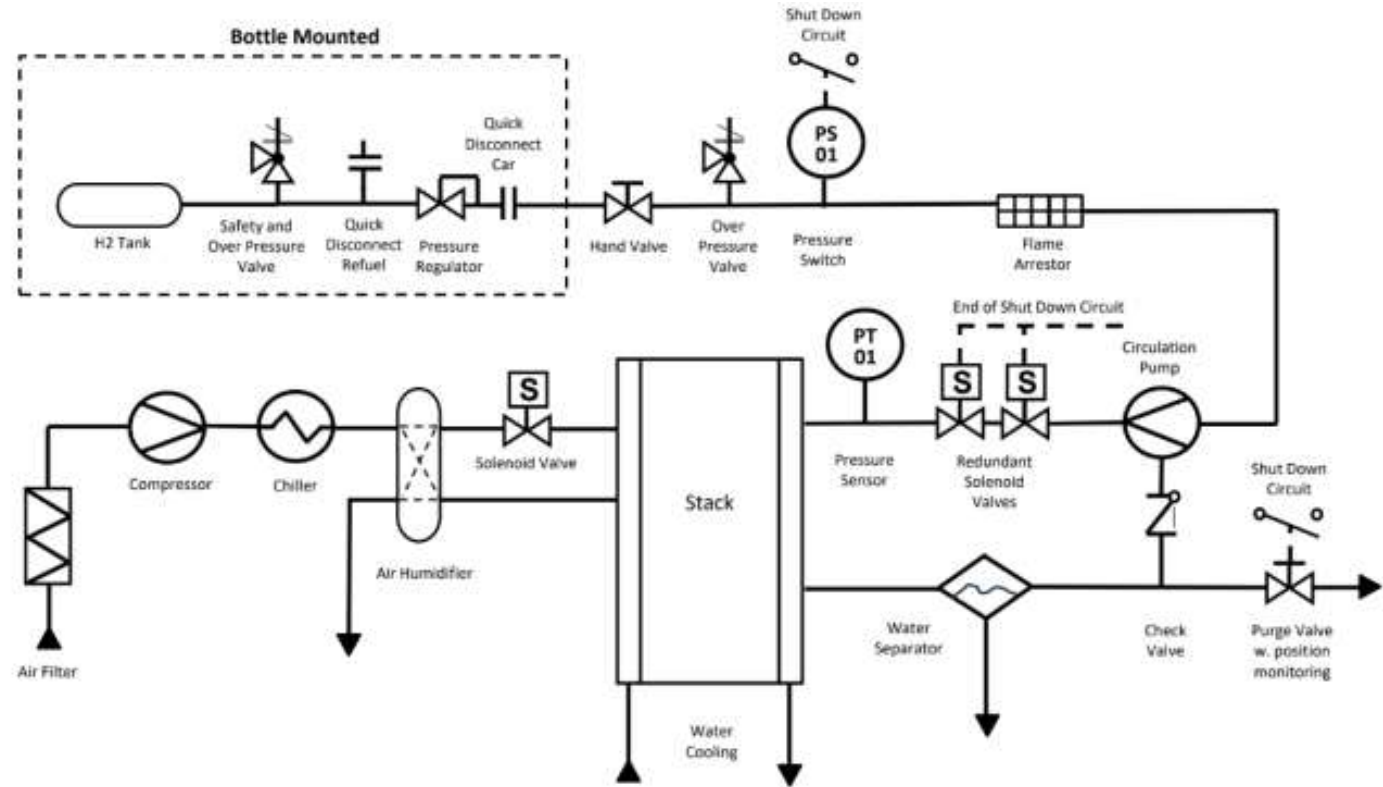 Shut Down
Circuit
Bottle Mounted
PS
01
Quick
Disconnect
Car
H2 Tank
Safety and
Over Pressure
Valve
Quick
Disconnect
Refuel
Pressure
Regulator
Hand Valve
Over
Pressure
Valve
Pressure
Switch
Flame
Arrestor
End of Shut Down Circuit
PT
01
Circulation
Pump
S
S
S
Compressor
Chiller
Solenoid Valve
Pressure
Sensor
Redundant
Solenoid
Valves
Shut Down
Circuit
Stack
Air Humidifier
Air Filter
Water
Separator
Check
Valve
Purge Valve
w. position
monitoring
Water
Cooling